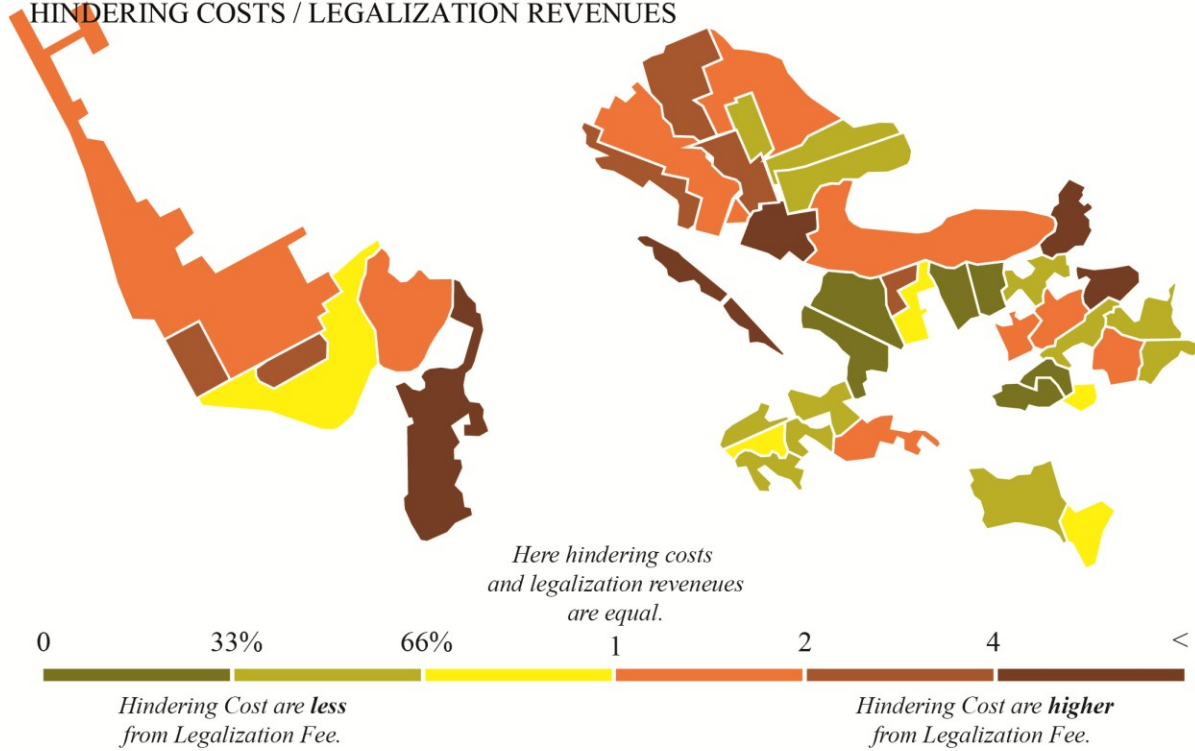 HINDERING COSTS / LEGALIZATION REVENUES
Here hindering costs
and legalization reveneues
are equal.
0 33% 66% 1 2 4 <
Hindering Cost are less
from Legalization Fee.
Hindering Cost are higher
from Legalization Fee.